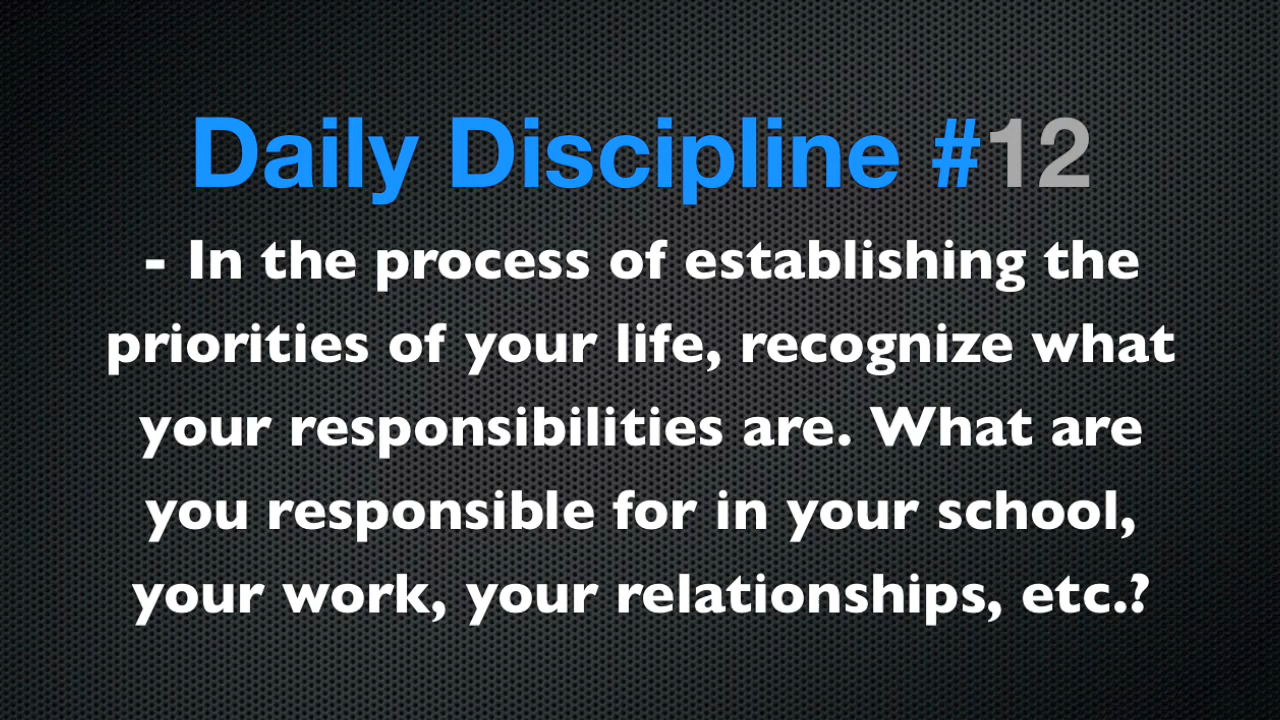 Daily Discipline #12
- In the process of establishing the
priorities of your life, recognize what
your responsibilities are. What are
you responsible for in your school,
your work, your relationships, etc.?